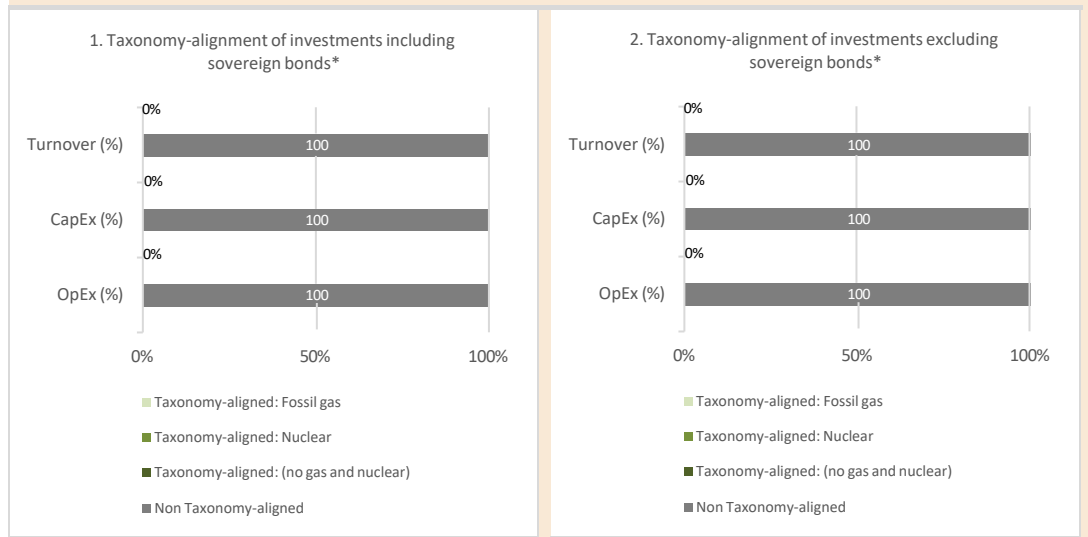 1. Taxonomy-alignment of investments including
sovereign bonds*
0%
Turnover (%)
100
0%
CapEx (%)
100
0%
OpEx (%)
100
0%
50%
100%
Taxonomy-aligned: Fossil gas
Taxonomy-aligned: Nuclear
Taxonomy-aligned: (no gas and nuclear)
Non Taxonomy-aligned
2. Taxonomy-alignment of investments excluding
sovereign bonds*
0%
Turnover (%)
100
0%
CapEx (%)
100
0%
OpEx (%)
100
0%
50%
100%
Taxonomy-aligned: Fossil gas
Taxonomy-aligned: Nuclear
Taxonomy-aligned: (no gas and nuclear)
Non Taxonomy-aligned